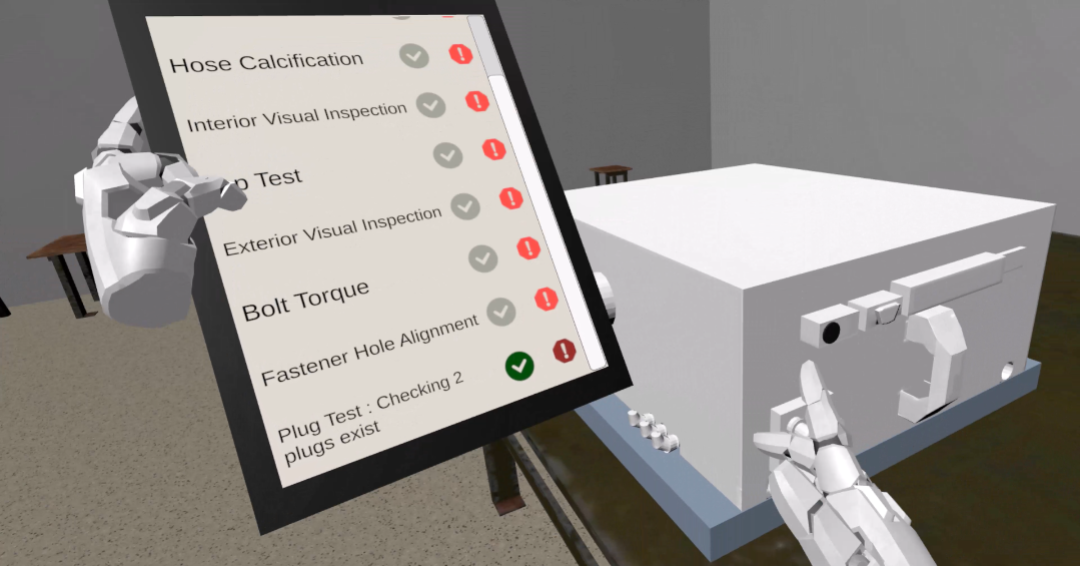 Hose Calcification
Interior Visual Inspection
Test
Exterior Visual Inspection
Bolt Torque
Fastener Hole Alignment
Plug Test : Checking 2
plugs exist